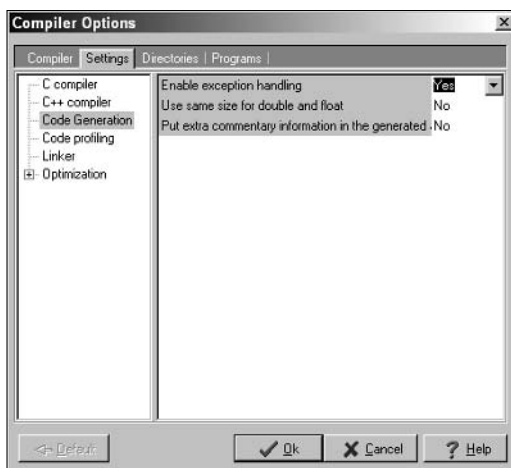 Compiler Options
Compiler Settings Directories Programs
C compiler
C++ compiler
Code Generation
Code profiling
Linker
Optimization
Enable exception handling Yes
Use same size for double and float No
Put extra commentary information in the generated No
Default Ok Cancel Help